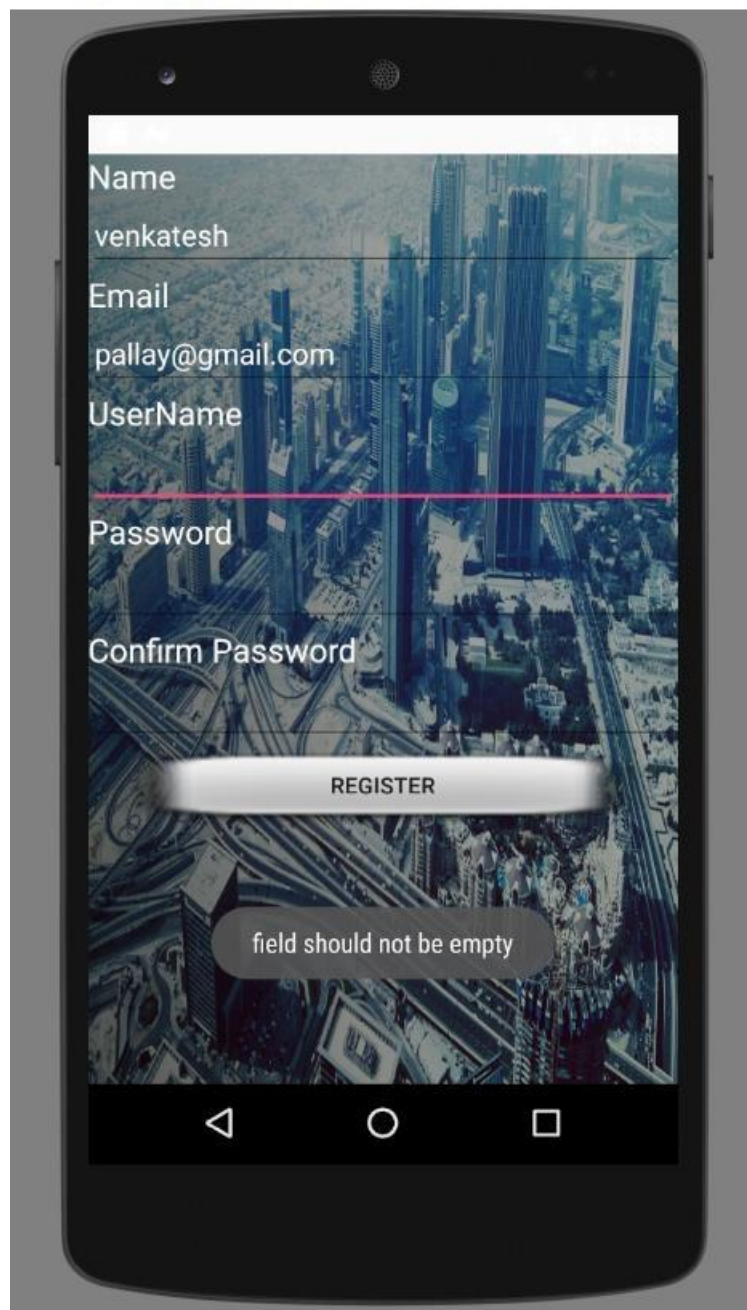 Name
venkatesh
Email
pallay@gmail.com
UserName
Password
Confirm Password
REGISTER
field should not be empty